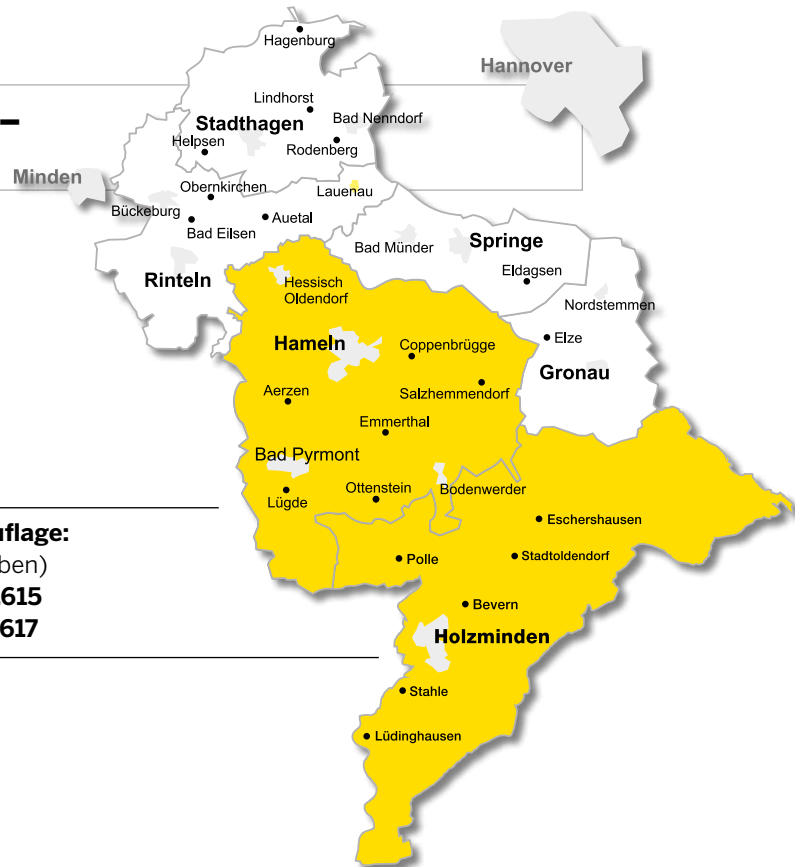 Hagenburg
Hannover
Lindhorst
–
Stadthagen
Bad Nenndorf
Helpsen
Rodenberg
Minden
Obernkirchen
Lauenau
Bückeburg
Auetal
Bad Eilsen
Bad Münder
Springe
Rinteln
Eldagsen
Hessisch
Oldendorf
Nordstemmen
Hameln
Elze
Coppenbrügge
Gronau
Aerzen
Salzhemmendorf
Emmerthal
Bad Pyrmont
Ottenstein
Bodenwerder
Lügde
Eschershausen
uflage:
Polle
Stadtoldendorf
ben)
615
Bevern
617
Holzminden
Stahle
Lüdinghausen